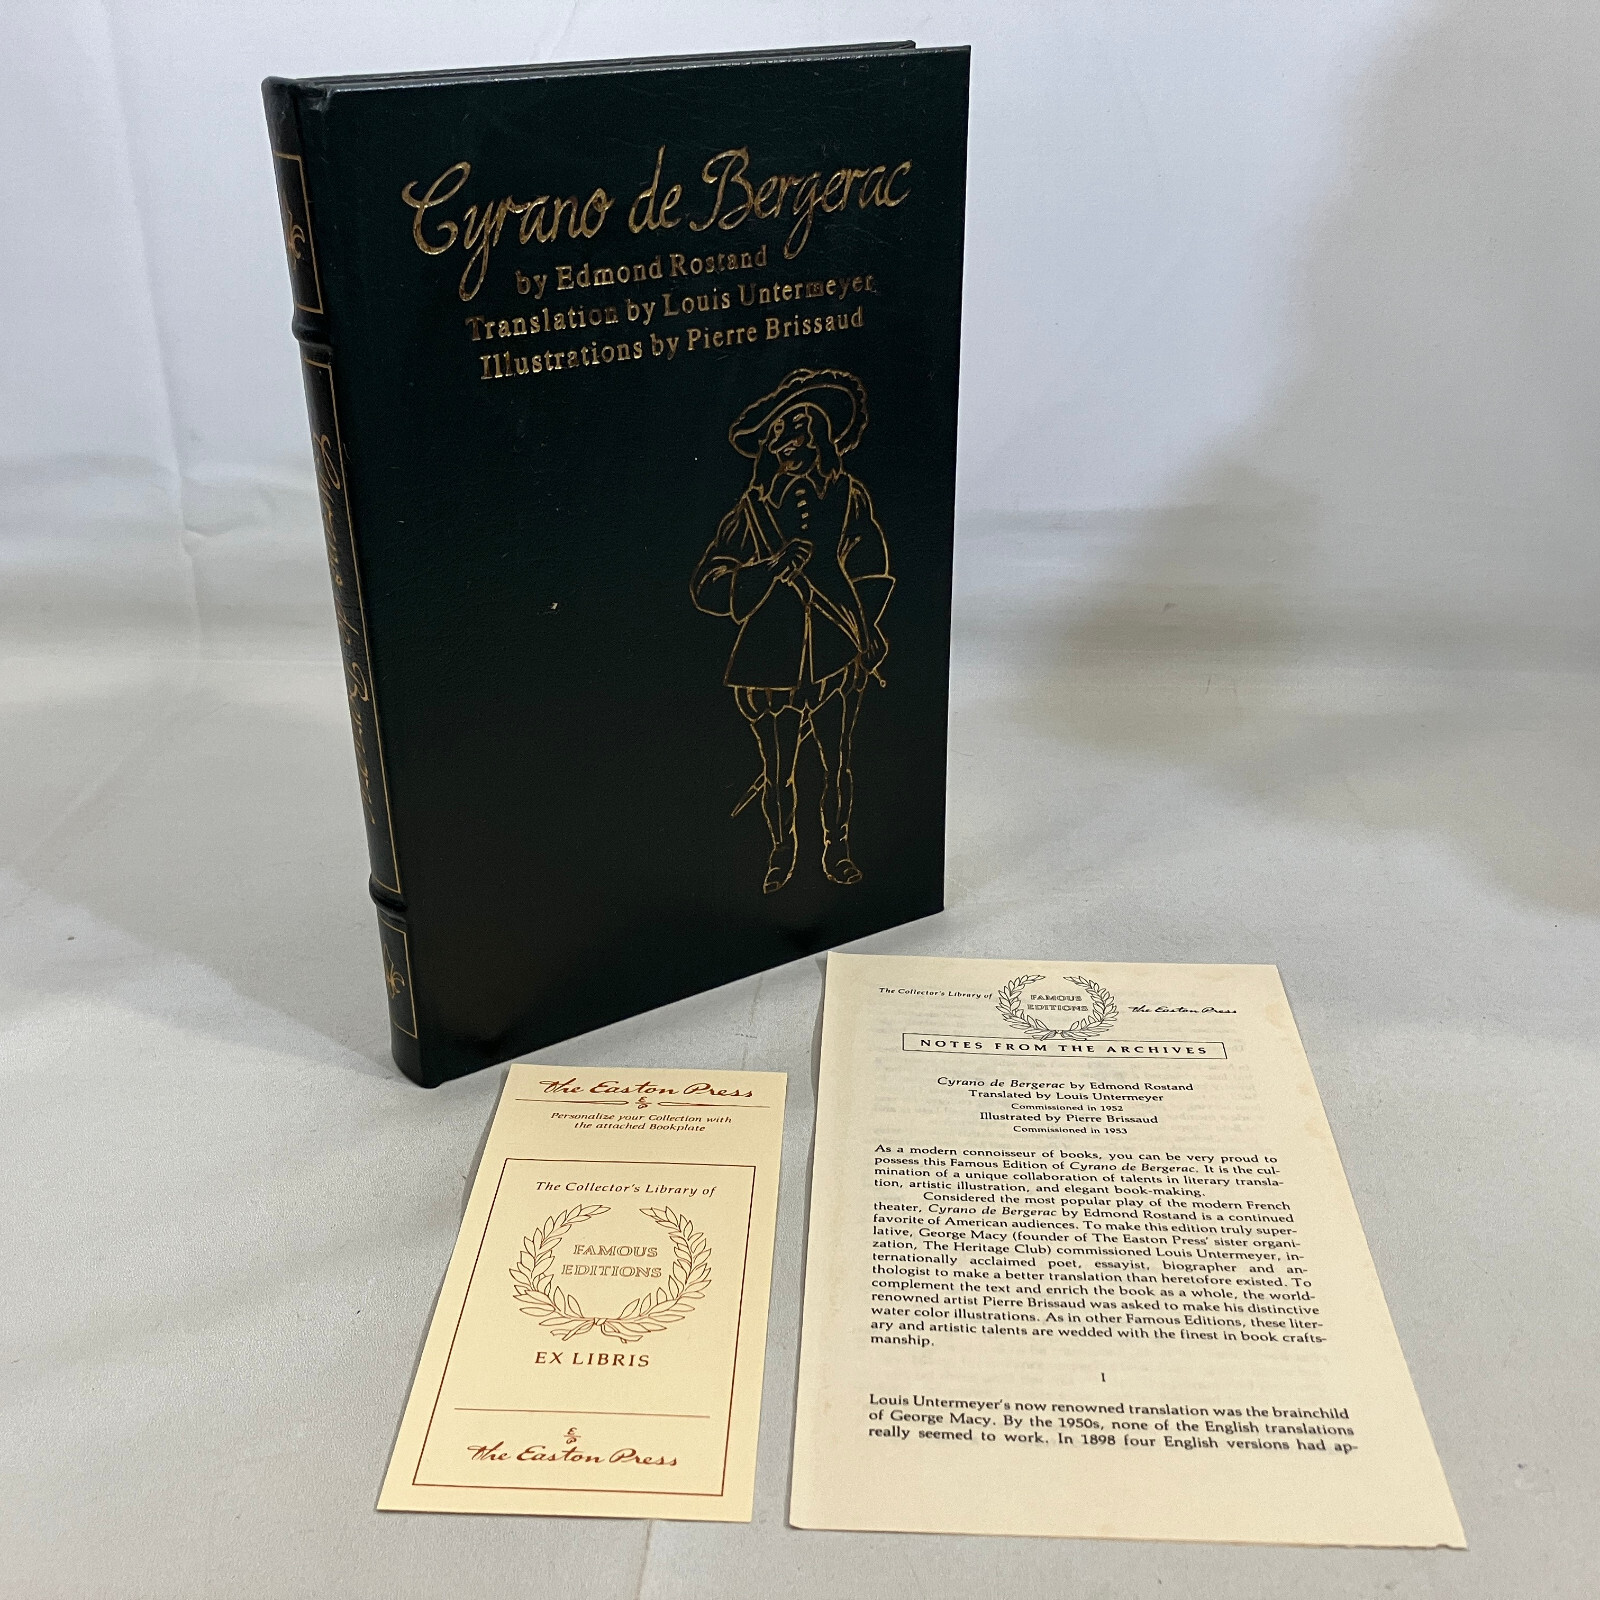 Cyrano de Bergerac
by Edmond Rostand
Translation by Louis Untermeyer
Illustrations by Pierre Brissaud
Cyrano de Bergerac
The Easton Press
Personalize your Collection with
the attached Bookplate
The Collector's Library of
FAMOUS
EDITIONS
EX LIBRIS
The Easton Press
The Collector's Library of
FAMOUS
EDITIONS
The Easton Press
NOTES FROM THE ARCHIVES
Cyrano de Bergerac by Edmond Rostand
Translated by Louis Untermeyer
Commissioned in 1952
Illustrated by Pierre Brissaud
Commissioned in 1953
As a modern connoisseur of books, you can be very proud to
possess this Famous Edition of Cyrano de Bergerac. It is the cul-
mination of a unique collaboration of talents in literary transla-
tion, artistic illustration, and elegant book-making.
Considered the most popular play of the modern French
theater, Cyrano de Bergerac by Edmond Rostand is a continued
favorite of American audiences. To make this edition truly super-
lative, George Macy (founder of The Easton Press' sister organi-
zation, The Heritage Club) commissioned Louis Untermeyer, in-
ternationally acclaimed poet, essayist, biographer and an-
thologist to make a better translation than heretofore existed. To
complement the text and enrich the book as a whole, the world-
renowned artist Pierre Brissaud was asked to make his distinctive
water color illustrations. As in other Famous Editions, these liter-
ary and artistic talents are wedded with the finest in book crafts-
manship.
I
Louis Untermeyer's now renowned translation was the brainchild
of George Macy. By the 1950s, none of the English translations
really seemed to work. In 1898 four English versions had ap-